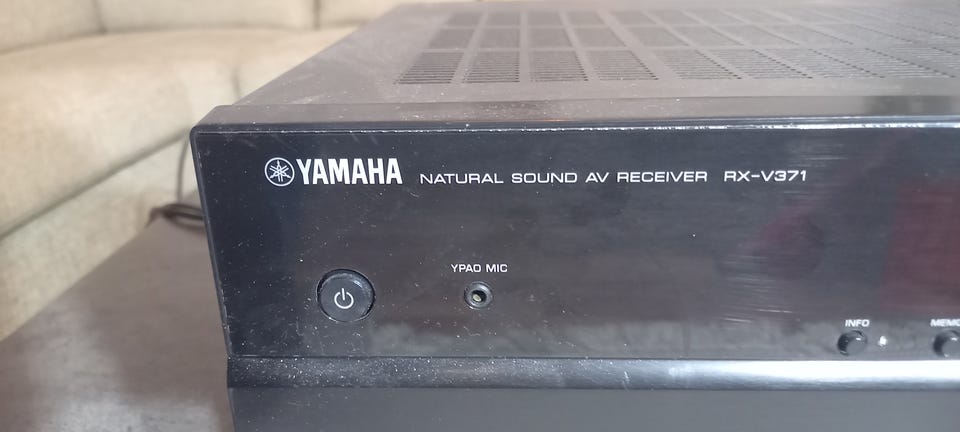 YAMAHA NATURAL SOUND AV RECEIVER RX-V371
YPAO MIC
INFO